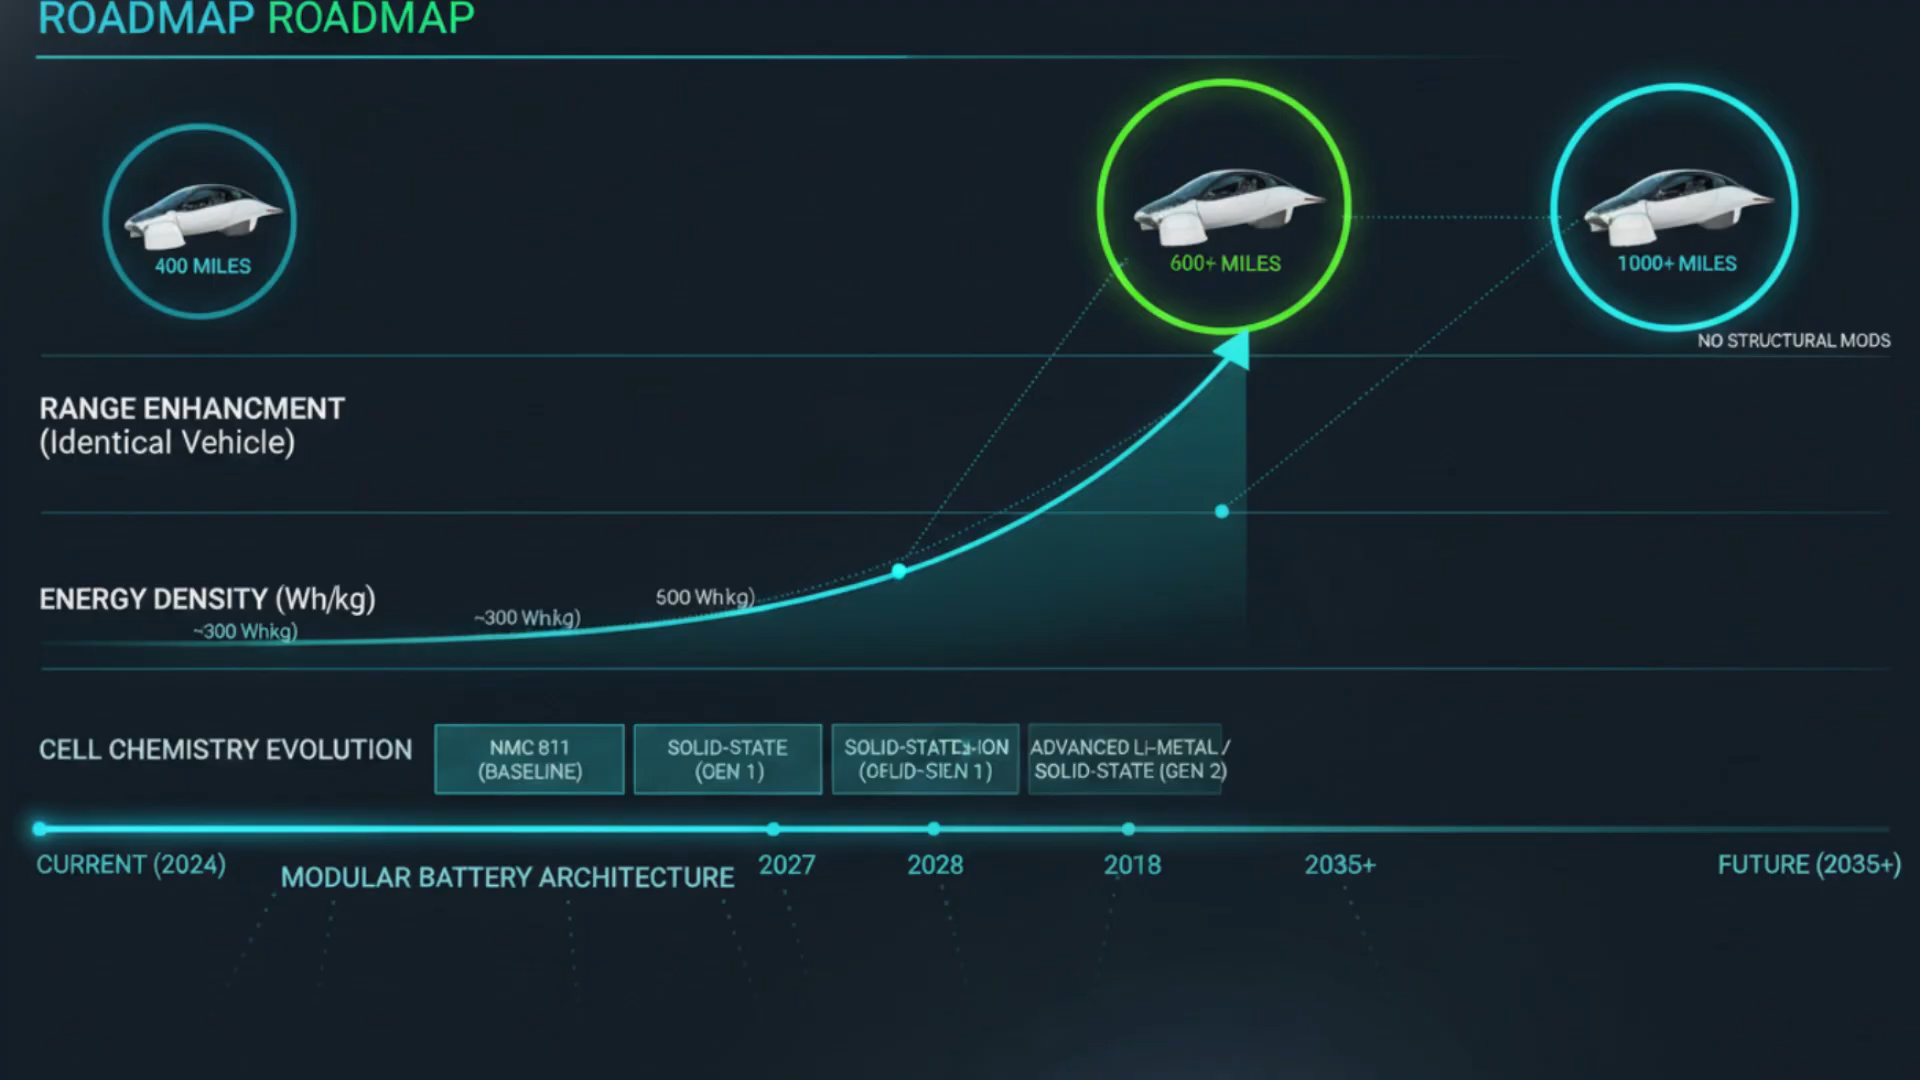 ROADMAP ROADMAP
400 MILES
600+ MILES
1000+ MILES
NO STRUCTURAL MODS
RANGE ENHANCMENT
(Identical Vehicle)
ENERGY DENSITY (Wh/kg)
~300 Whkg)
~300 Whkg)
500 Whkg)
CELL CHEMISTRY EVOLUTION
NMC 811
(BASELINE)
SOLID-STATE
(OEN 1)
ADVANCED LI-METAL /
SOLID-STATE (GEN 2)
CURRENT (2024)
MODULAR BATTERY ARCHITECTURE
2027
2028
2018
2035+
FUTURE (2035+)